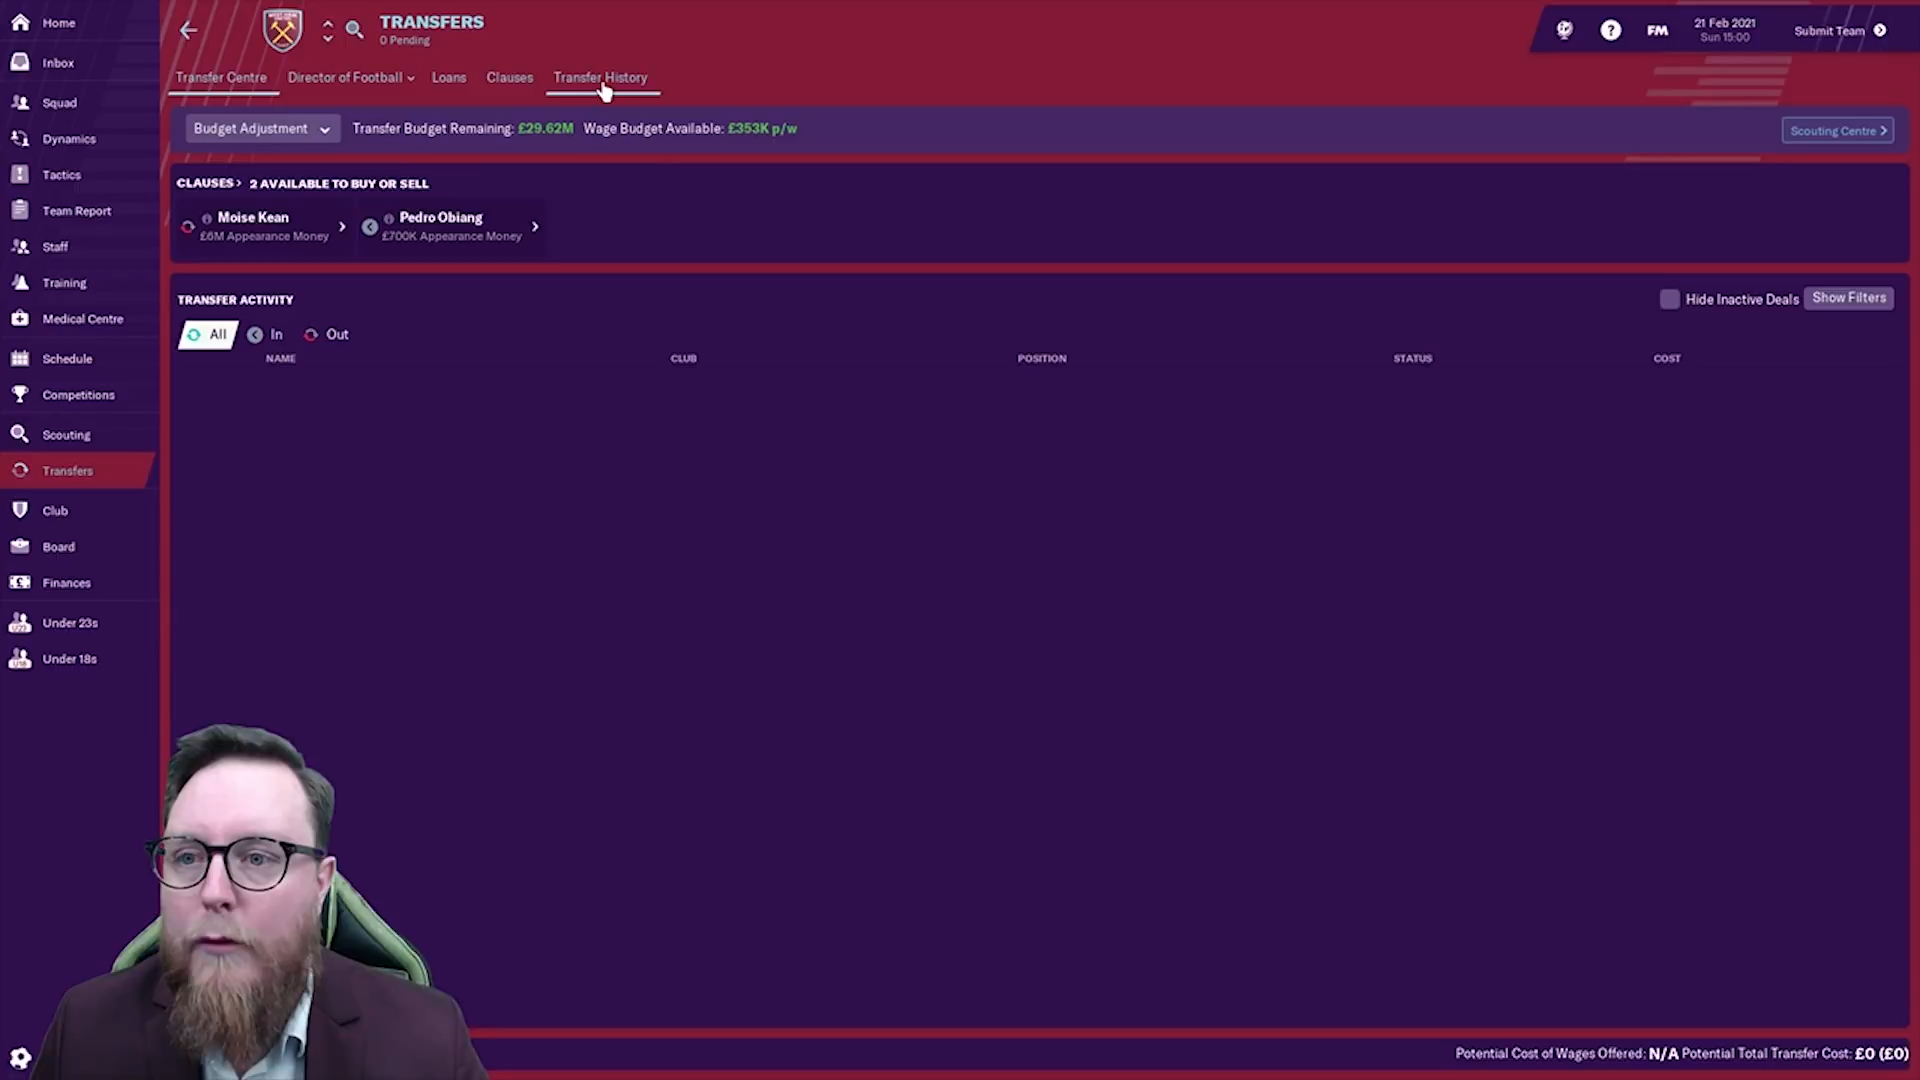 Home
Inbox
Squad
Dynamics
Tactics
Team Report
Staff
Training
Medical Centre
Schedule
Competitions
Scouting
Transfers
Club
Board
Finances
Under 23s
Under 18s
TRANSFERS
0 Pending
FM
21 Feb 2021
Sun 15:00
Submit Team
Transfer Centre Director of Football Loans Clauses Transfer History
Budget Adjustment Transfer Budget Remaining: £29.62M Wage Budget Available: £353K p/w Scouting Centre
CLAUSES> 2 AVAILABLE TO BUY OR SELL
Moise Kean
£6M Appearance Money
Pedro Obiang
£700K Appearance Money
TRANSFER ACTIVITY
Hide Inactive Deals Show Filters
All In Out
NAME CLUB POSITION STATUS COST
Potential Cost of Wages Offered: N/A Potential Total Transfer Cost: £0 (£0)